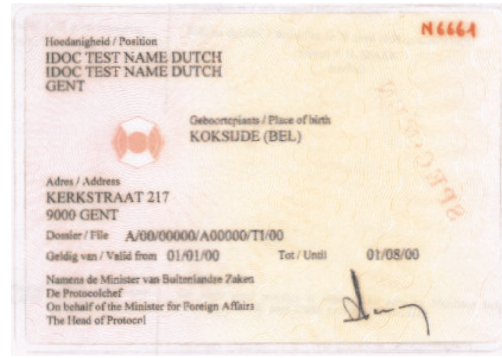 N6661
Hoedanigheid / Position
IDOC TEST NAME DUTCH
IDOC TEST NAME DUTCH
GENT
Geboorteplaats / Place of birth
KOKSIJDE (BEL)
Adres / Address
KERKSTRAAT 217
9000 GENT
Dossier / File A/00/00000/A00000/T1/00
Geldig van / Valid from 01/01/00 Tot / Until 01/08/00
Namens de Minister van Buitenlandse Zaken
De Protocolchef
On behalf of the Minister for Foreign Affairs
The Head of Protocol